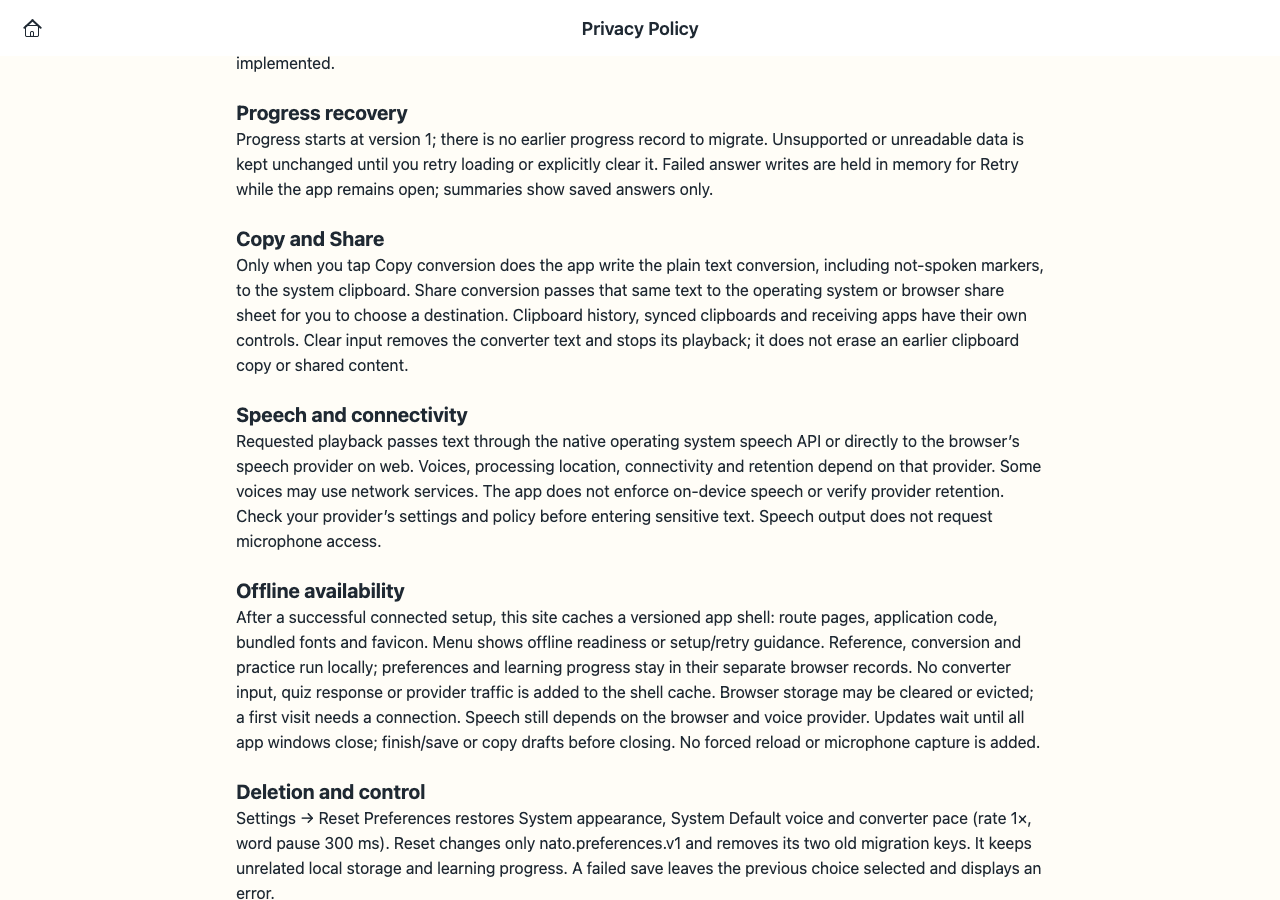 Privacy Policy
implemented.
Progress recovery
Progress starts at version 1; there is no earlier progress record to migrate. Unsupported or unreadable data is
kept unchanged until you retry loading or explicitly clear it. Failed answer writes are held in memory for Retry
while the app remains open; summaries show saved answers only.
Copy and Share
Only when you tap Copy conversion does the app write the plain text conversion, including not-spoken markers,
to the system clipboard. Share conversion passes that same text to the operating system or browser share
sheet for you to choose a destination. Clipboard history, synced clipboards and receiving apps have their own
controls. Clear input removes the converter text and stops its playback; it does not erase an earlier clipboard
copy or shared content.
Speech and connectivity
Requested playback passes text through the native operating system speech API or directly to the browser’s
speech provider on web. Voices, processing location, connectivity and retention depend on that provider. Some
voices may use network services. The app does not enforce on-device speech or verify provider retention.
Check your provider’s settings and policy before entering sensitive text. Speech output does not request
microphone access.
Offline availability
After a successful connected setup, this site caches a versioned app shell: route pages, application code,
bundled fonts and favicon. Menu shows offline readiness or setup/retry guidance. Reference, conversion and
practice run locally; preferences and learning progress stay in their separate browser records. No converter
input, quiz response or provider traffic is added to the shell cache. Browser storage may be cleared or evicted;
a first visit needs a connection. Speech still depends on the browser and voice provider. Updates wait until all
app windows close; finish/save or copy drafts before closing. No forced reload or microphone capture is added.
Deletion and control
Settings → Reset Preferences restores System appearance, System Default voice and converter pace (rate 1×,
word pause 300 ms). Reset changes only nato.preferences.v1 and removes its two old migration keys. It keeps
unrelated local storage and learning progress. A failed save leaves the previous choice selected and displays an
error.